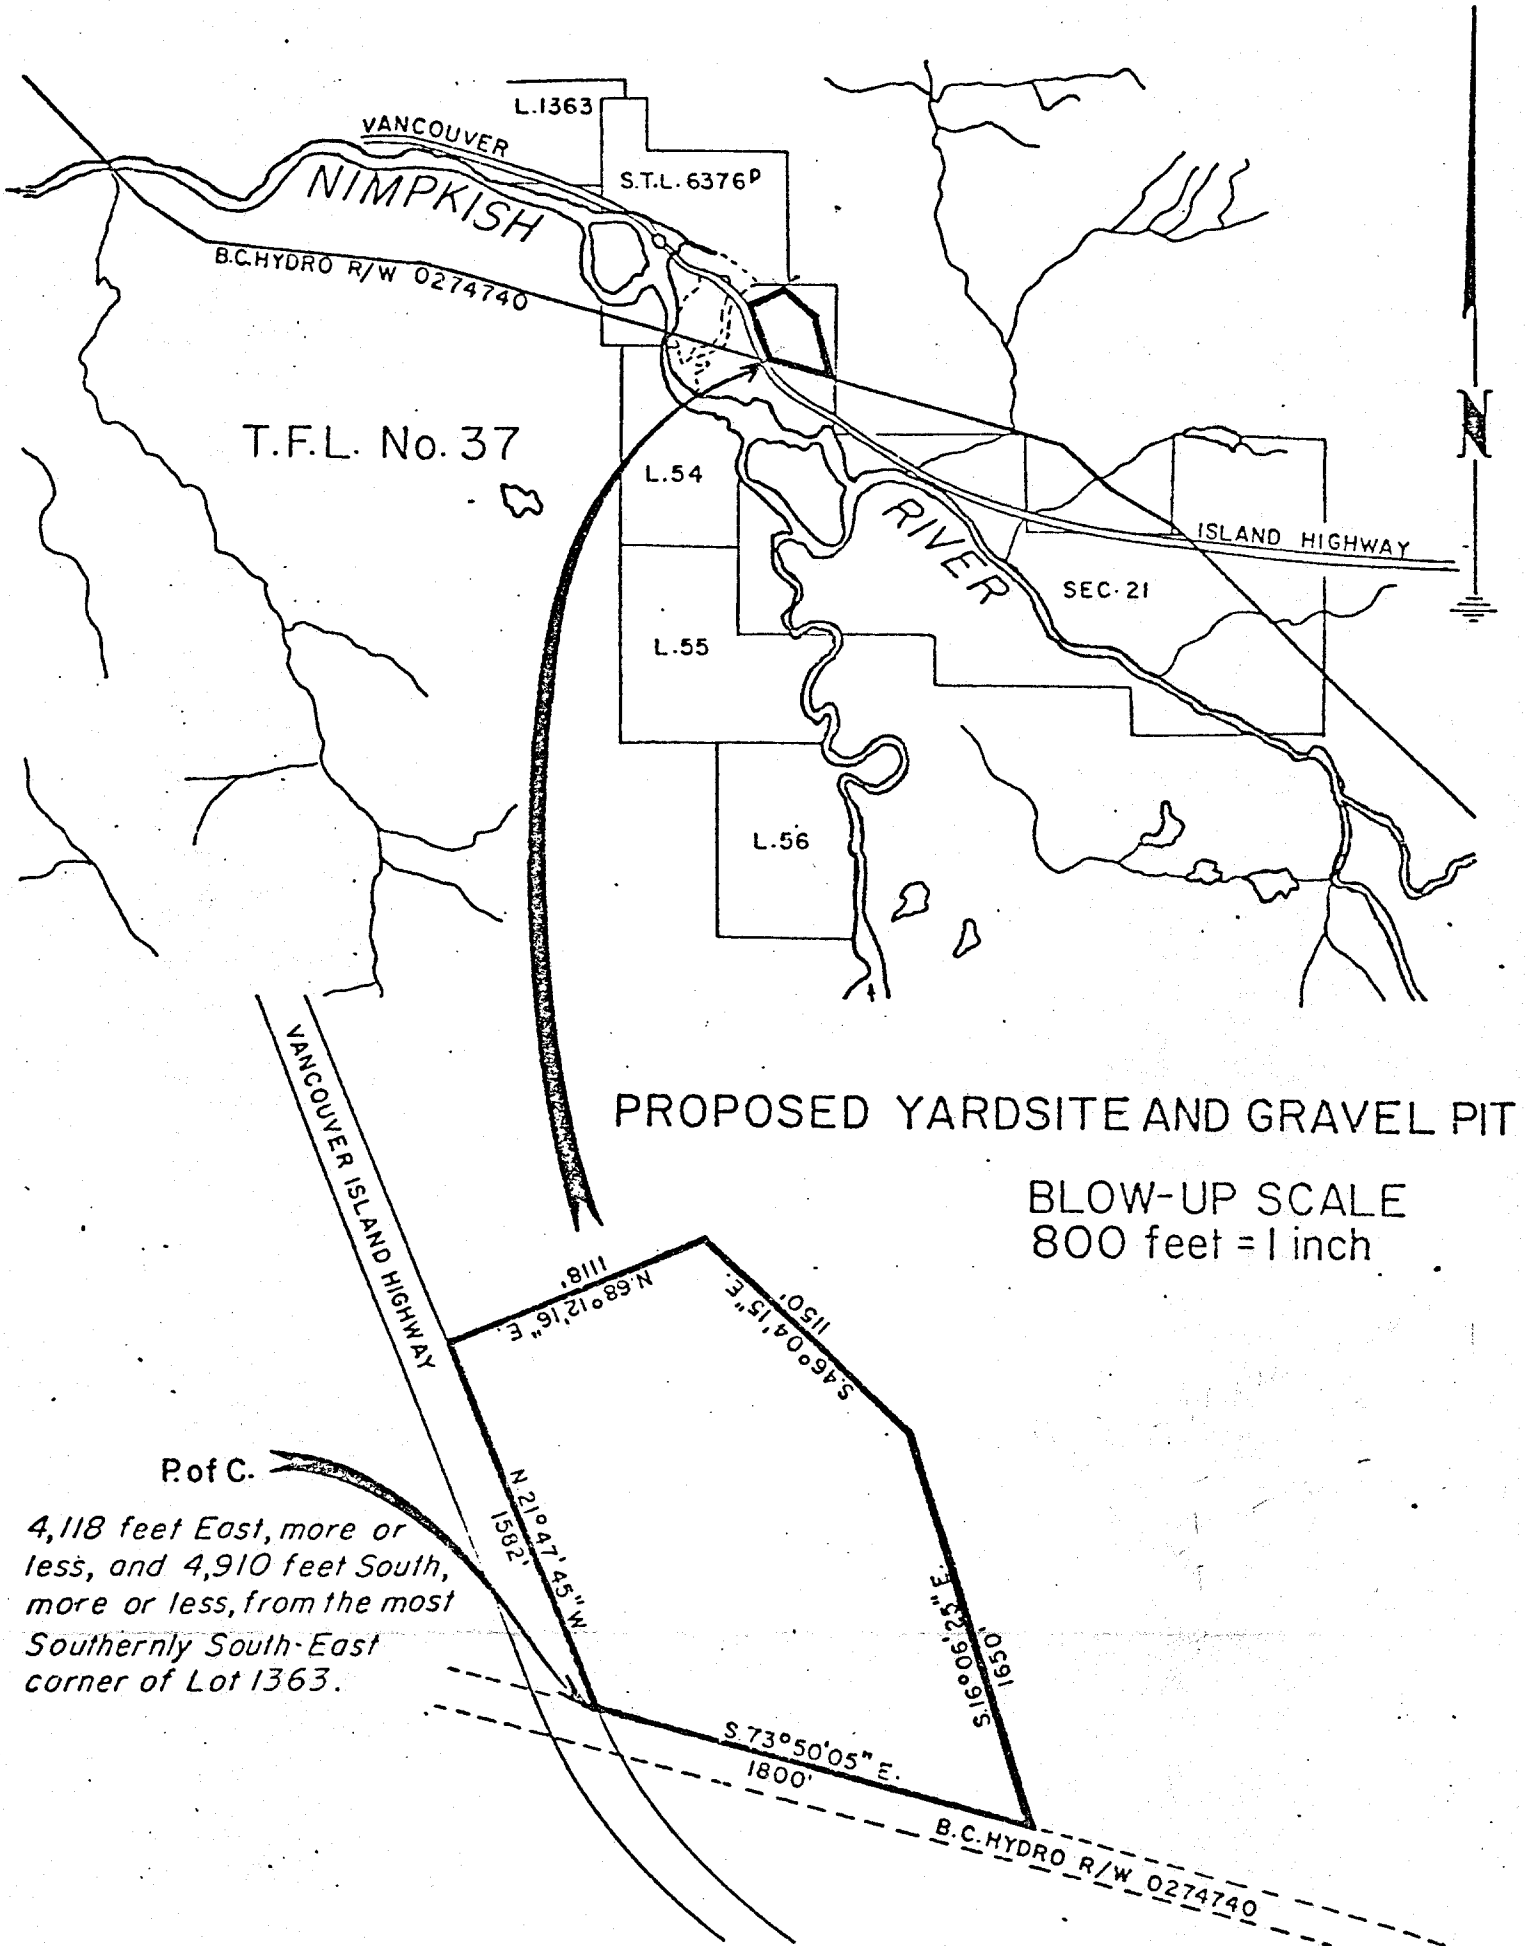 L.1363
VANCOUVER
S.T.L. 6376P
NIMPKISH
B.C. HYDRO R/W 0274740
T.F.L. No. 37
N
L.54
RIVER
ISLAND HIGHWAY
SEC. 21
L.55
L.56
VANCOUVER ISLAND HIGHWAY
PROPOSED YARDSITE AND GRAVEL PIT
BLOW-UP SCALE
800 feet = 1 inch
1118'
N.68°12'16" E.
S.46°04'15" E.
1150'
P. of C.
4,118 feet East, more or
less, and 4,910 feet South,
more or less, from the most
Southernly South-East
corner of Lot 1363.
N.21°47'45" W
1582'
S.16°06'25" E.
1650'
S.73°50'05" E.
1800'
B.C. HYDRO R/W 0274740